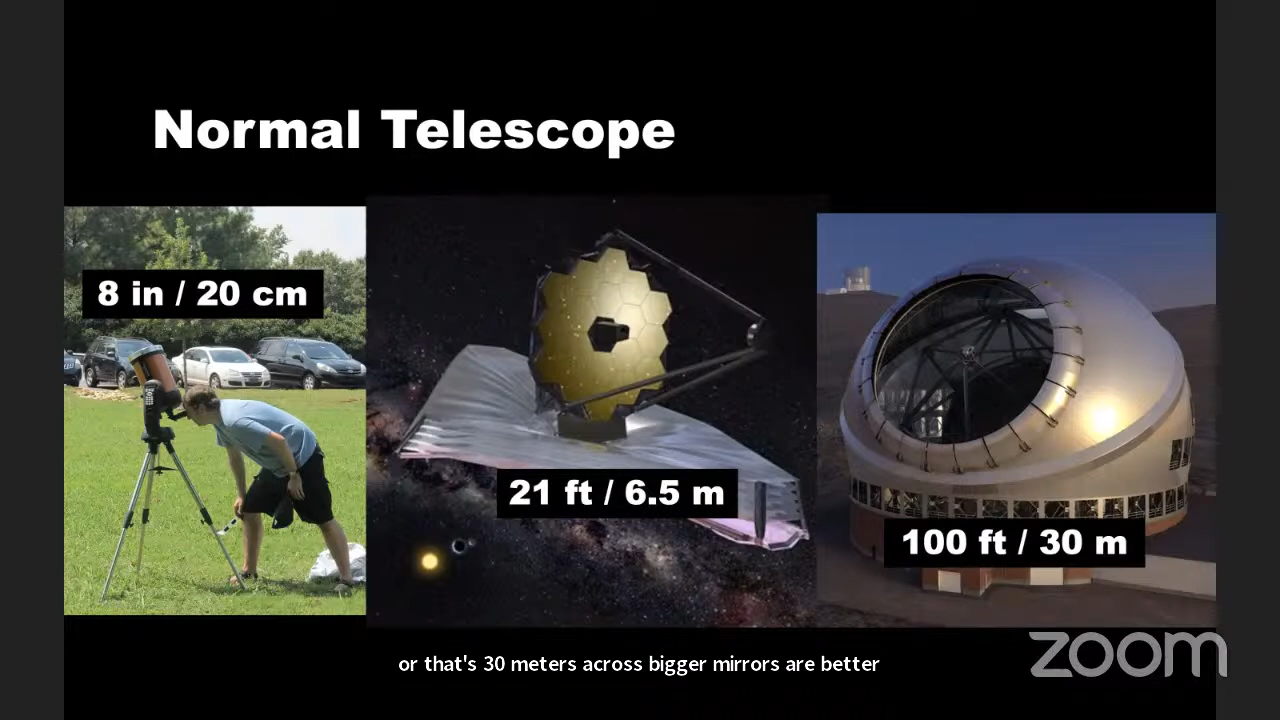 Normal Telescope
8 in / 20 cm
21 ft / 6.5 m
100 ft / 30 m
or that's 30 meters across bigger mirrors are better
zoom